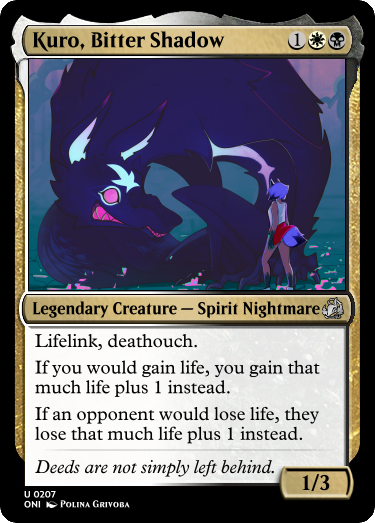 Kuro, Bitter Shadow 1
Legendary Creature — Spirit Nightmare
Lifelink, deathouch.
If you would gain life, you gain that
much life plus 1 instead.
If an opponent would lose life, they
lose that much life plus 1 instead.
Deeds are not simply left behind.
1/3
U 0207
ONI Polina Grivoba